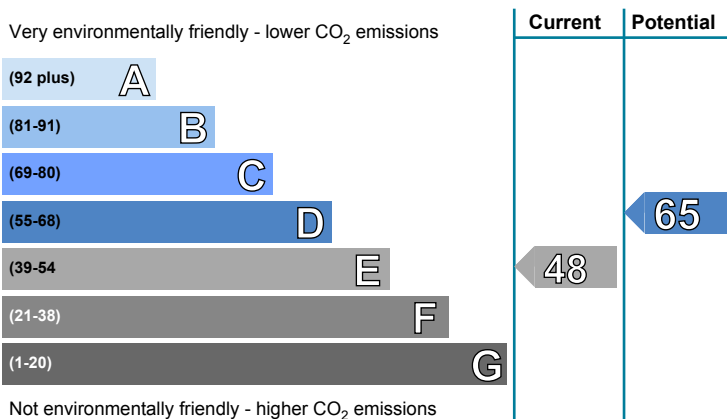 Current Potential
Very environmentally friendly - lower CO₂ emissions
(92 plus) A
(81-91) B
(69-80) C
(55-68) D
65
(39-54 E
48
(21-38) F
(1-20) G
Not environmentally friendly - higher CO₂ emissions